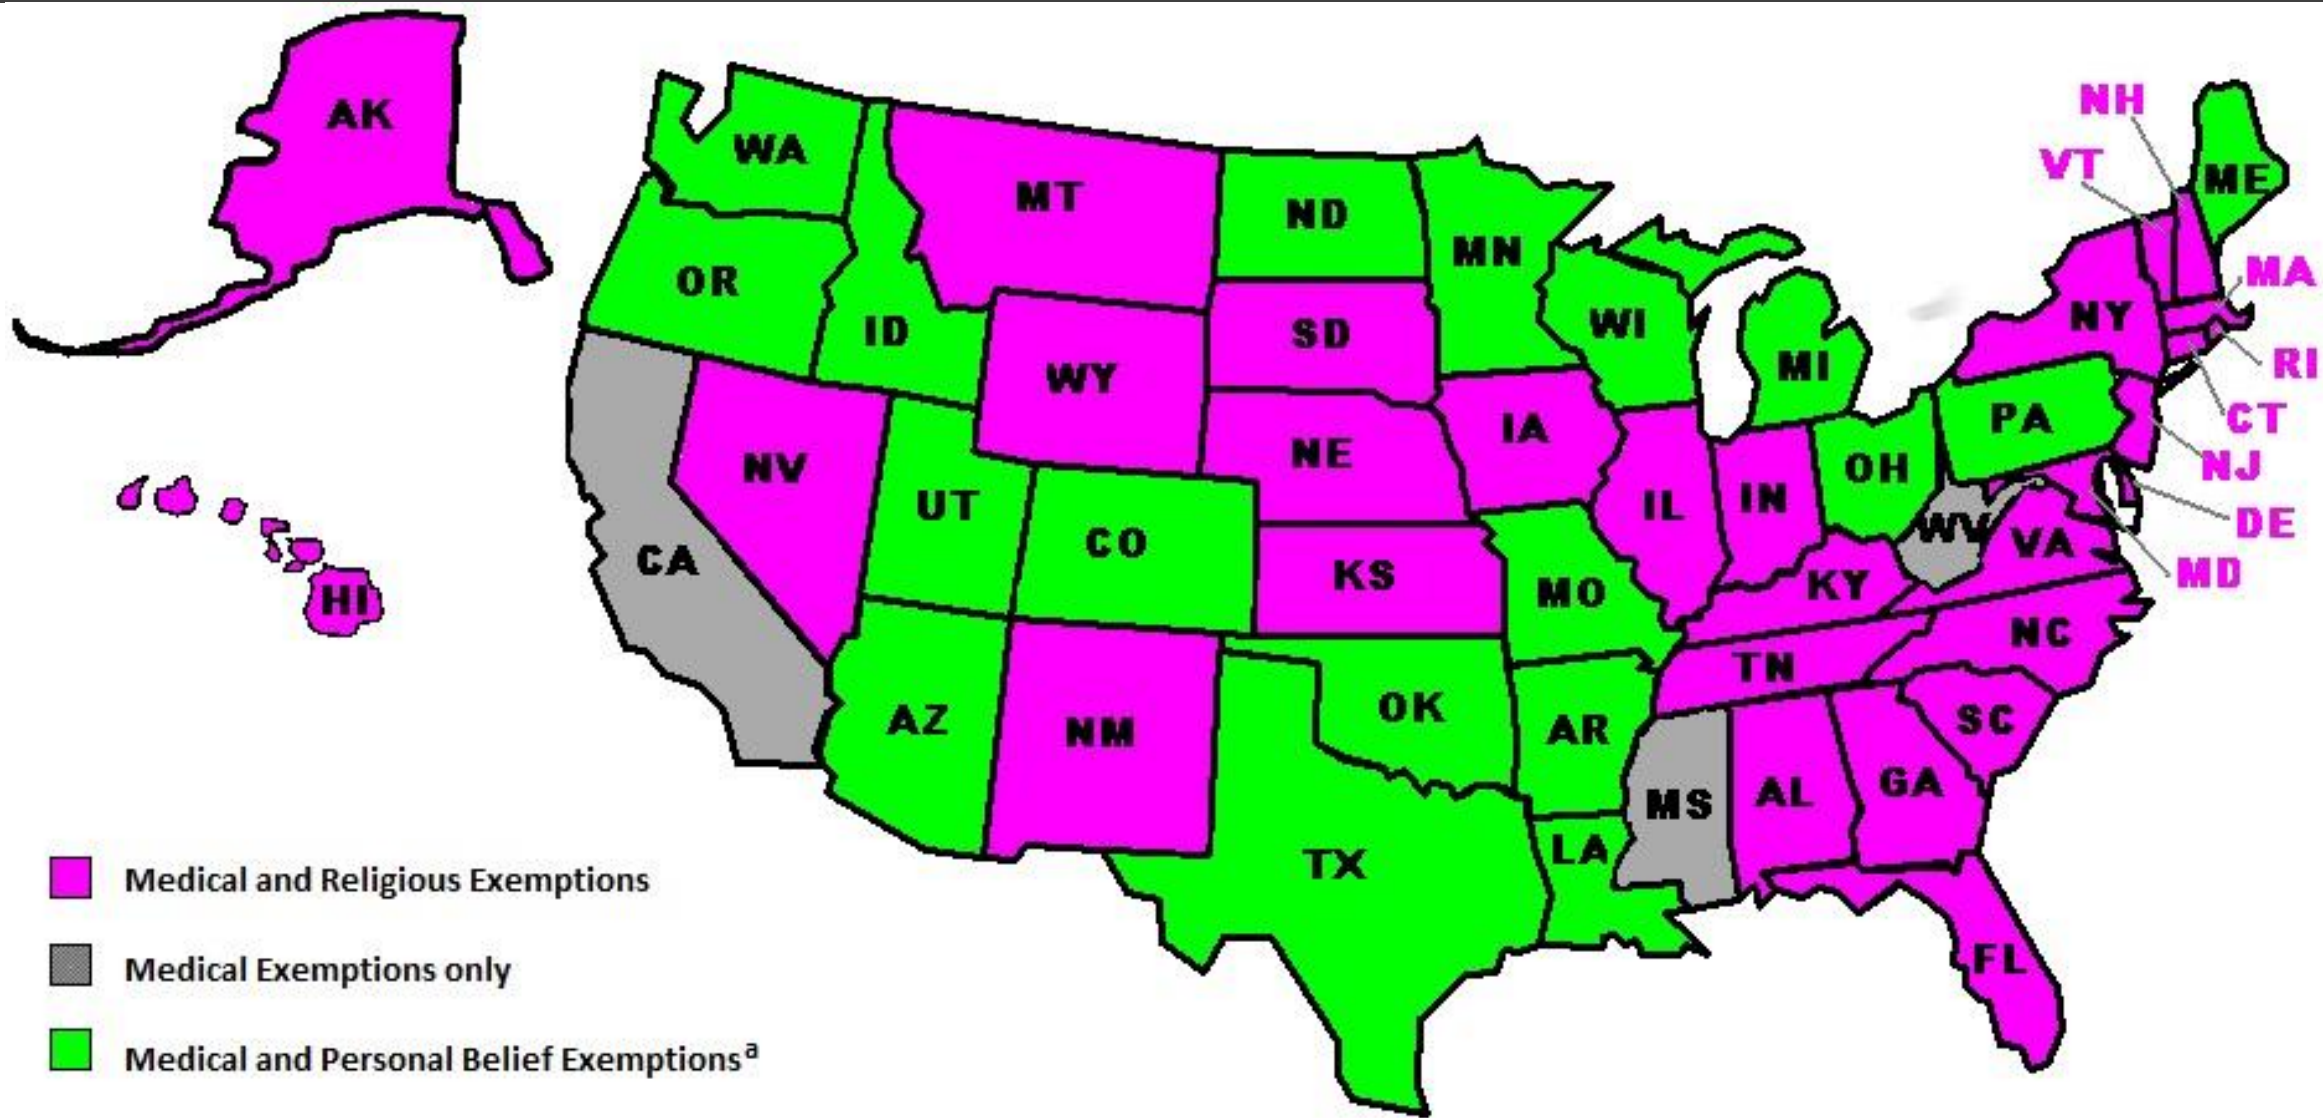 AK
WA
MT
ND
MN
OR
ID
WY
SD
WI
MI
NH
VT
ME
MA
NY
RI
CT
PA
NJ
NV
UT
CO
NE
IA
IL
IN
OH
WV
VA
DE
MD
CA
HI
KS
MO
KY
NC
TN
AZ
NM
OK
AR
SC
MS
AL
GA
TX
LA
FL
Medical and Religious Exemptions
Medical Exemptions only
Medical and Personal Belief Exemptionsᵃ